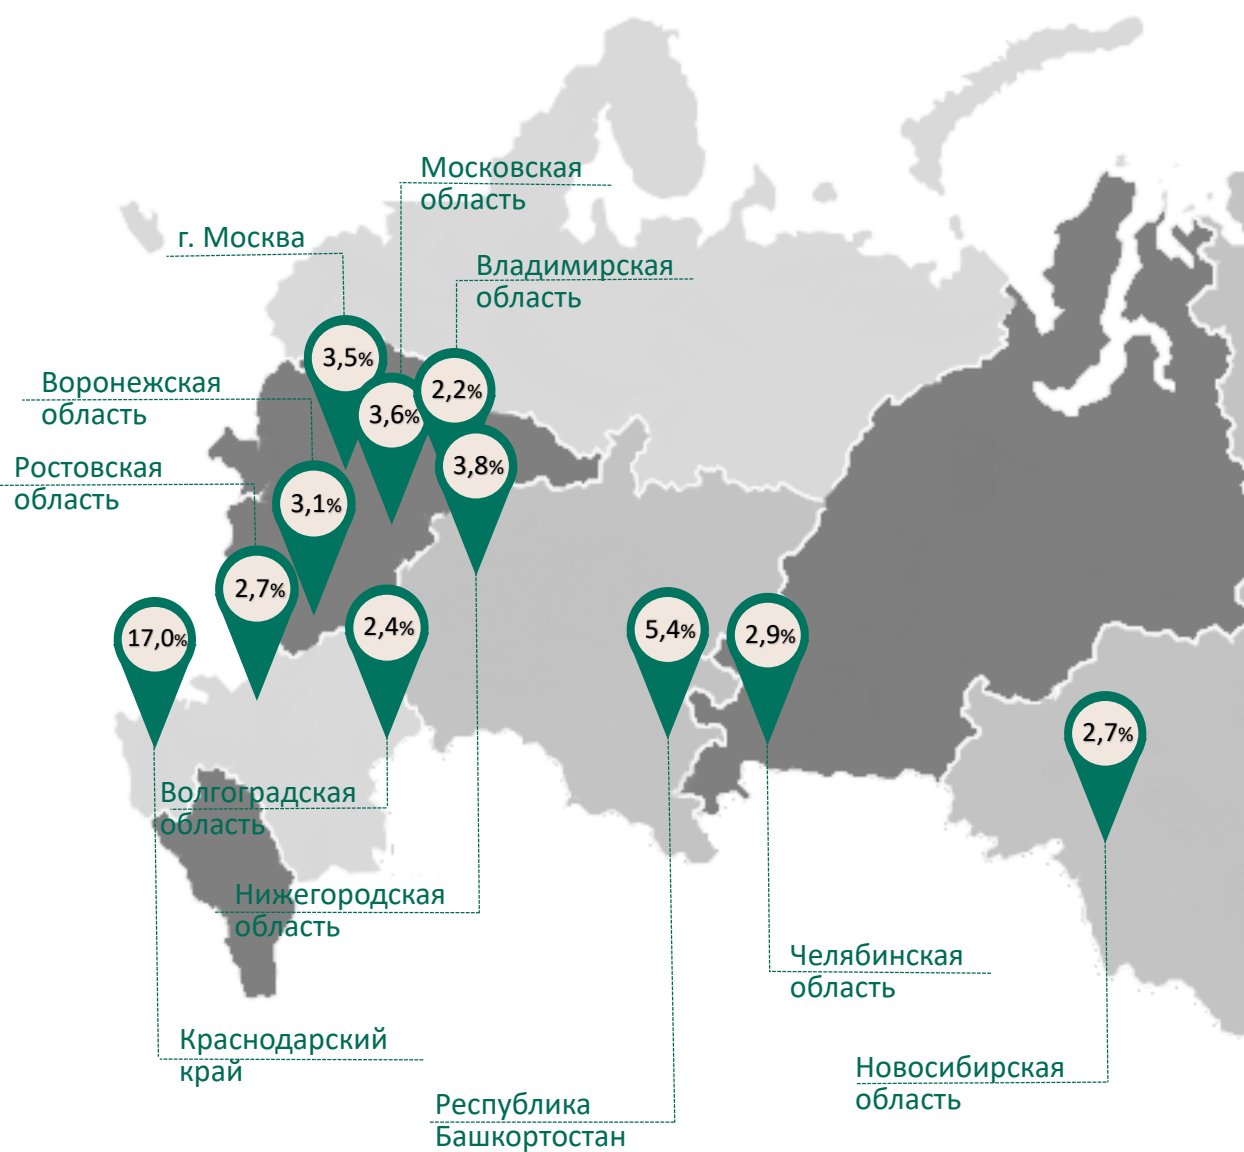 Московская
область
г. Москва
Владимирская
область
3,5%
Воронежская
область
2,2%
3,6%
Ростовская
область
3,8%
3,1%
2,7%
17,0%
2,4%
5,4%
2,9%
2,7%
Волгоградская
область
Нижегородская
область
Челябинская
область
Краснодарский
край
Новосибирская
область
Республика
Башкортостан